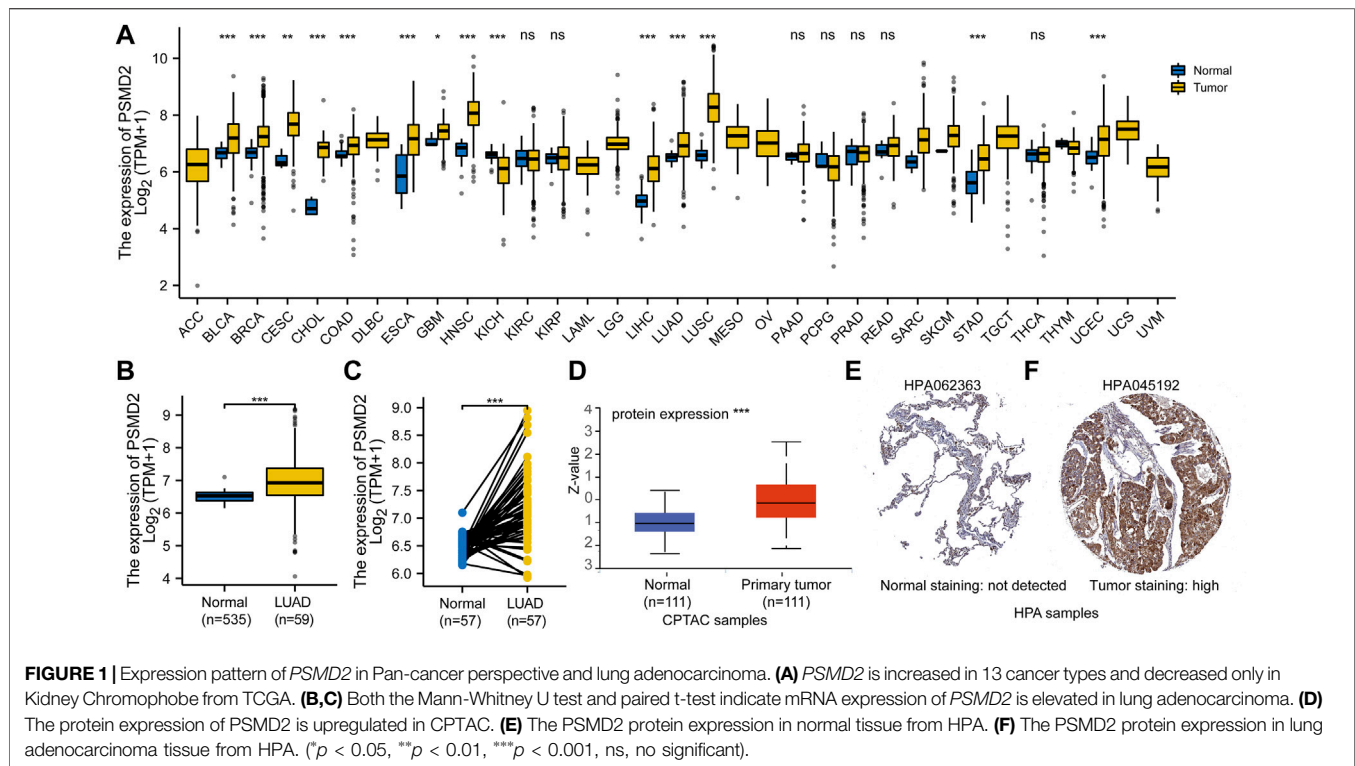 A
*** *** ** *** *** *** * *** *** ns ns *** *** *** ns ns ns ns *** ns ***
The expression of PSMD2
Log2 (TPM+1)
10
8
6
4
2
Normal
Tumor
ACC BLCA BRCA CESC CHOL COAD DLBC ESCA GBM HNSC KICH KIRC KIRP LAML LGG LIHC LUAD LUSC MESO OV PAAD PCPG PRAD READ SARC SKCM STAD TGCT THCA THYM UCEC UCS UVM
B
***
The expression of PSMD2
Log2 (TPM+1)
9
8
7
6
5
4
Normal LUAD
(n=535) (n=59)
C
***
The expression of PSMD2
Log2 (TPM+1)
9.0
8.5
8.0
7.5
7.0
6.5
6.0
Normal LUAD
(n=57) (n=57)
D
protein expression ***
Z-value
4
3
2
1
0
1
2
3
Normal Primary tumor
(n=111) (n=111)
CPTAC samples
E
HPA062363
Normal staining: not detected
F
HPA045192
Tumor staining: high
HPA samples
FIGURE 1 | Expression pattern of PSMD2 in Pan-cancer perspective and lung adenocarcinoma. (A) PSMD2 is increased in 13 cancer types and decreased only in
Kidney Chromophobe from TCGA. (B,C) Both the Mann-Whitney U test and paired t-test indicate mRNA expression of PSMD2 is elevated in lung adenocarcinoma. (D)
The protein expression of PSMD2 is upregulated in CPTAC. (E) The PSMD2 protein expression in normal tissue from HPA. (F) The PSMD2 protein expression in lung
adenocarcinoma tissue from HPA. (*p < 0.05, **p < 0.01, ***p < 0.001, ns, no significant).